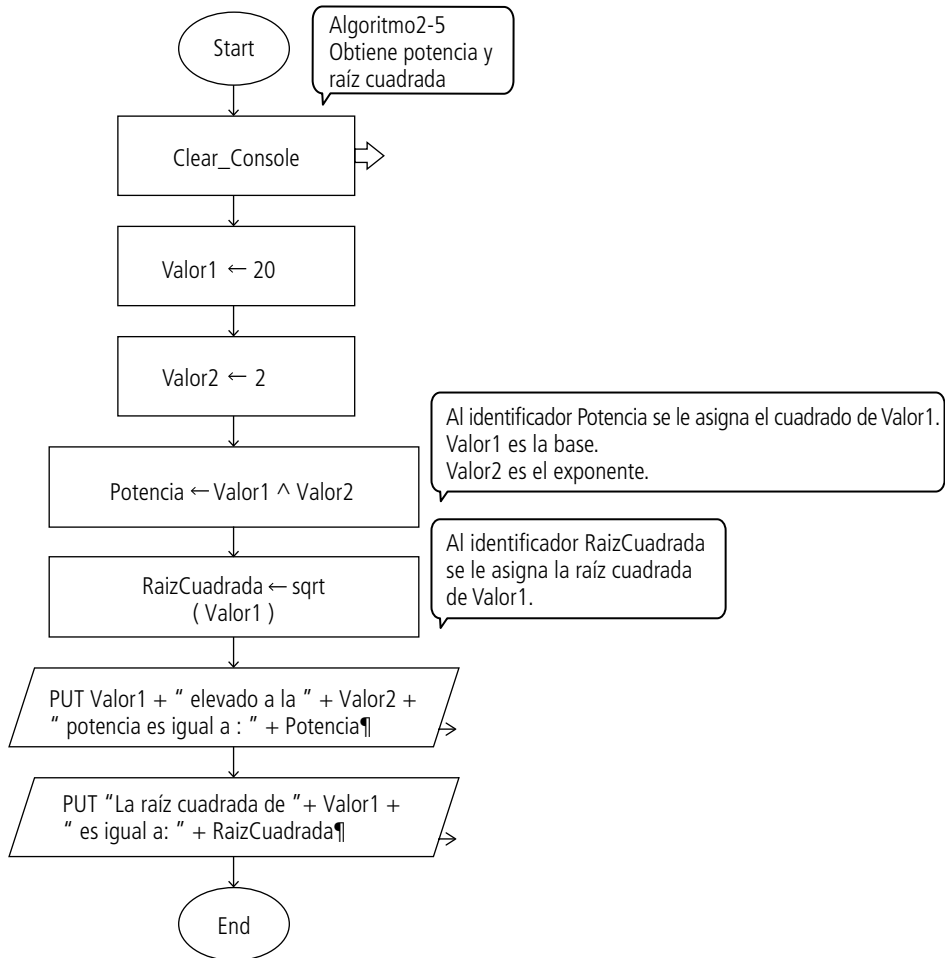 Start
Algoritmo2-5
Obtiene potencia y
raíz cuadrada
Clear_Console
Valor1 ← 20
Valor2 ← 2
Al identificador Potencia se le asigna el cuadrado de Valor1.
Valor1 es la base.
Valor2 es el exponente.
Potencia ← Valor1 ^ Valor2
Al identificador RaizCuadrada
se le asigna la raíz cuadrada
de Valor1.
RaizCuadrada ← sqrt
( Valor1 )
PUT Valor1 + " elevado a la " + Valor2 +
" potencia es igual a : " + Potencia¶
PUT "La raíz cuadrada de "+ Valor1 +
" es igual a: " + RaizCuadrada¶
End